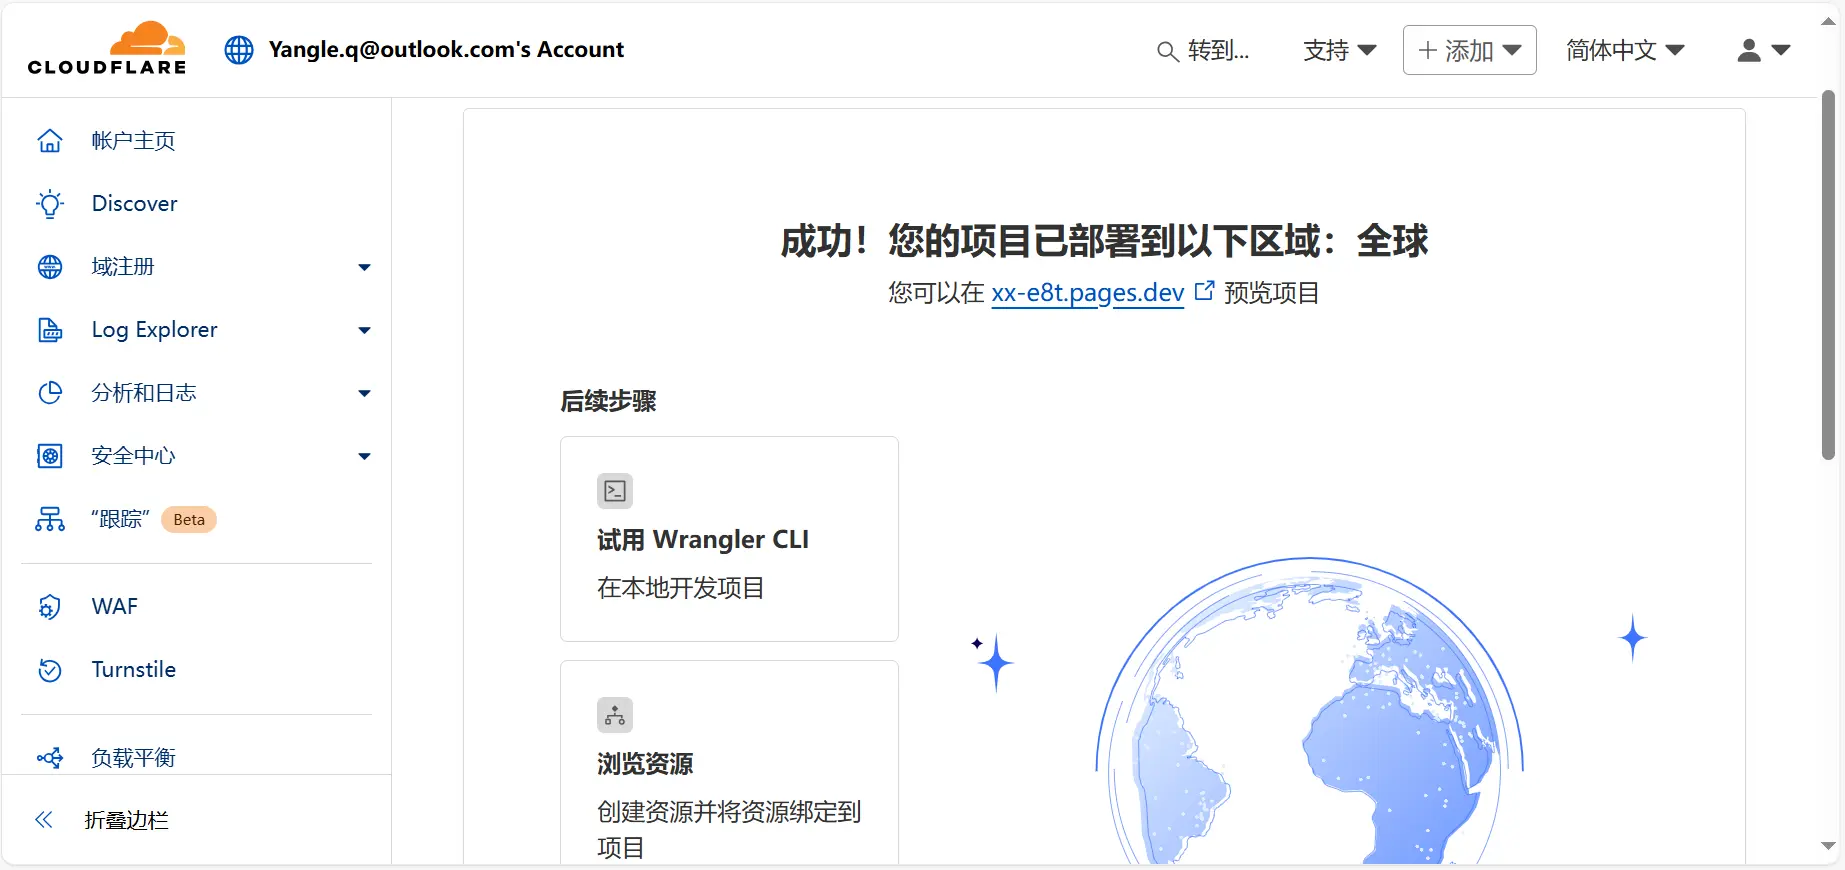 CLOUDFLARE
Yangle.q@outlook.com's Account
转到...
支持
添加
简体中文
帐户主页
Discover
域注册
Log Explorer
分析和日志
安全中心
“跟踪” Beta
WAF
Turnstile
负载平衡
折叠边栏
成功！您的项目已部署到以下区域：全球
您可以在 xx-e8t.pages.dev 预览项目
后续步骤
试用 Wrangler CLI
在本地开发项目
浏览资源
创建资源并将资源绑定到
项目